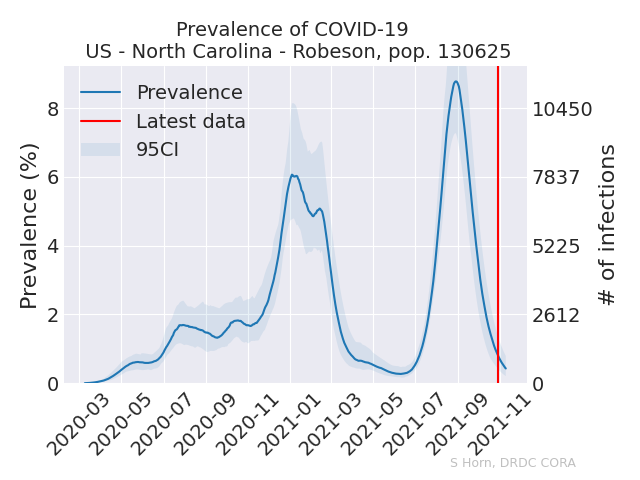 Prevalence of COVID-19
US - North Carolina - Robeson, pop. 130625
Prevalence
Latest data
95CI
Prevalence (%)
8
6
4
2
0
# of infections
10450
7837
5225
2612
0
2020-03
2020-05
2020-07
2020-09
2020-11
2021-01
2021-03
2021-05
2021-07
2021-09
2021-11
S Horn, DRDC CORA